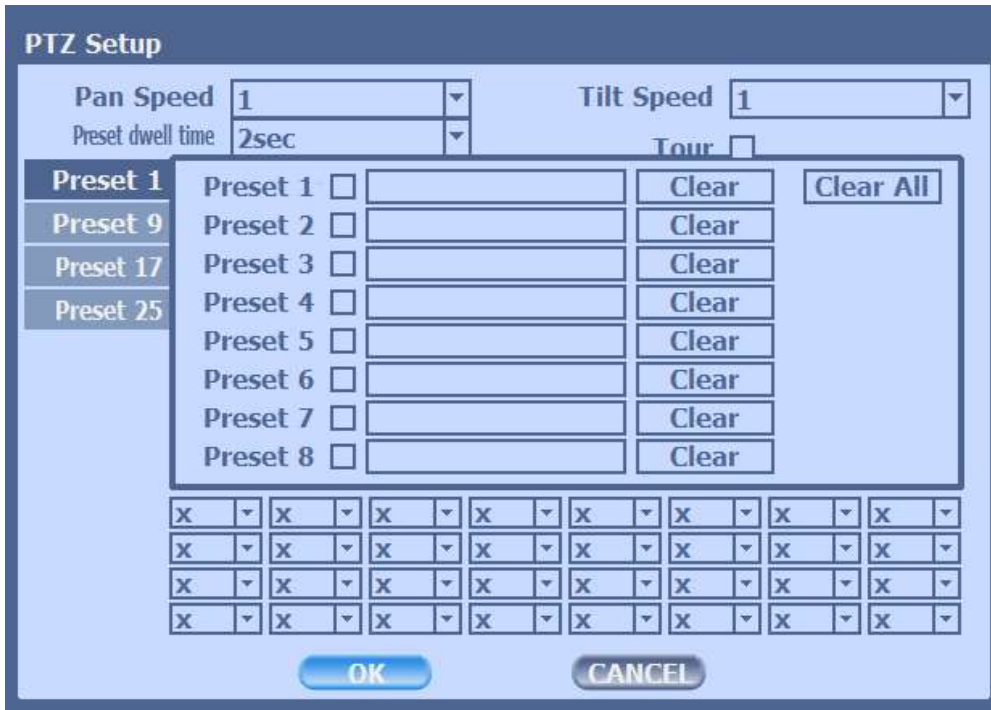 PTZ Setup
Pan Speed 1 Tilt Speed 1
Preset dwell time 2sec Tour
Preset 1 Preset 1 Clear Clear All
Preset 9 Preset 2 Clear
Preset 17 Preset 3 Clear
Preset 25 Preset 4 Clear
Preset 5 Clear
Preset 6 Clear
Preset 7 Clear
Preset 8 Clear
x x x x x x x x
x x x x x x x x
x x x x x x x x
x x x x x x x x
OK CANCEL